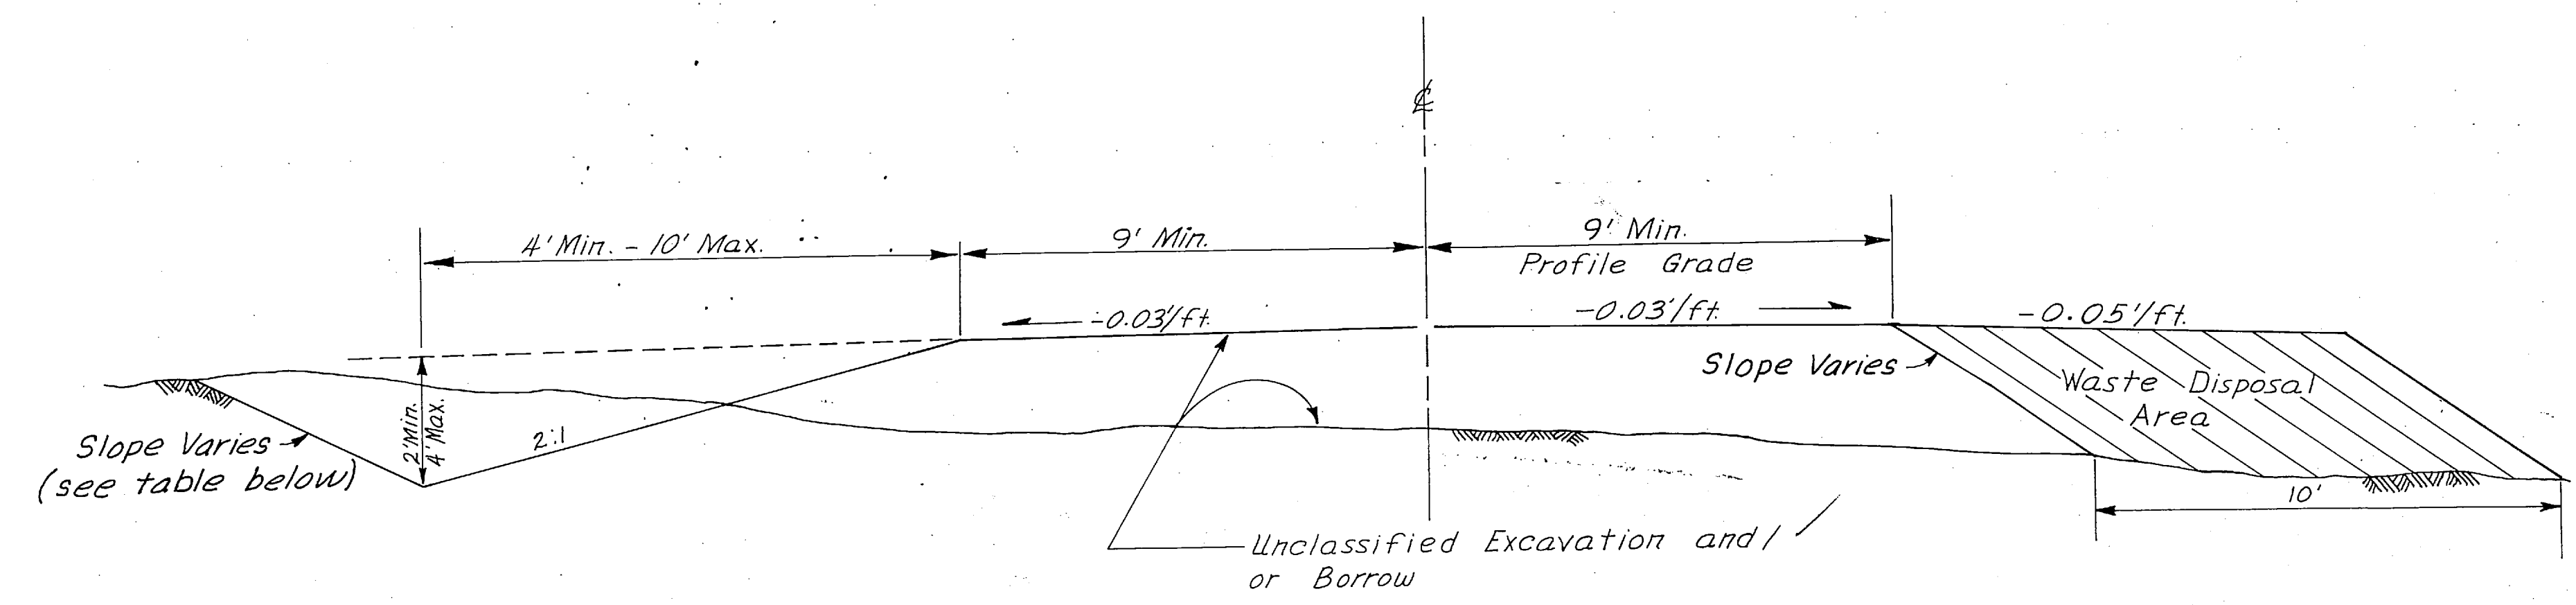 ℄
4' Min. - 10' Max.
9' Min.
9' Min.
Profile Grade
-0.03'/ft.
-0.03'/ft.
-0.05'/ft.
Slope Varies
Waste Disposal
Area
2' Min.
4' Max.
2:1
Slope Varies
(see table below)
10'
Unclassified Excavation and/
or Borrow